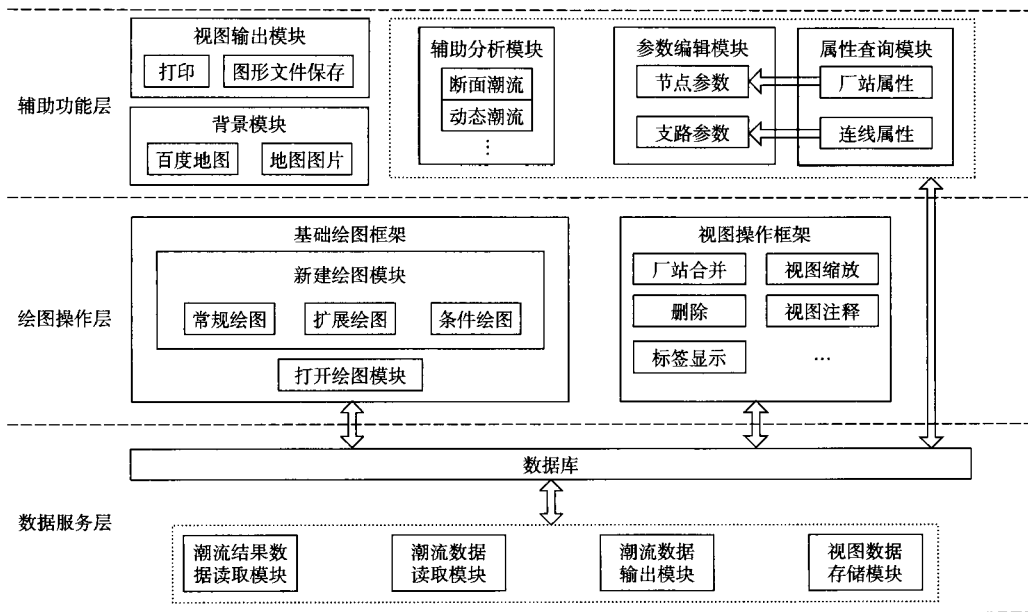 辅助功能层
视图输出模块
打印
图形文件保存
背景模块
百度地图
地图图片
辅助分析模块
断面潮流
动态潮流
⋮
参数编辑模块
节点参数
支路参数
属性查询模块
厂站属性
连线属性
绘图操作层
基础绘图框架
新建绘图模块
常规绘图
扩展绘图
条件绘图
打开绘图模块
视图操作框架
厂站合并
视图缩放
删除
视图注释
标签显示
…
数据服务层
数据库
潮流结果数
据读取模块
潮流数据
读取模块
潮流数据
输出模块
视图数据
存储模块